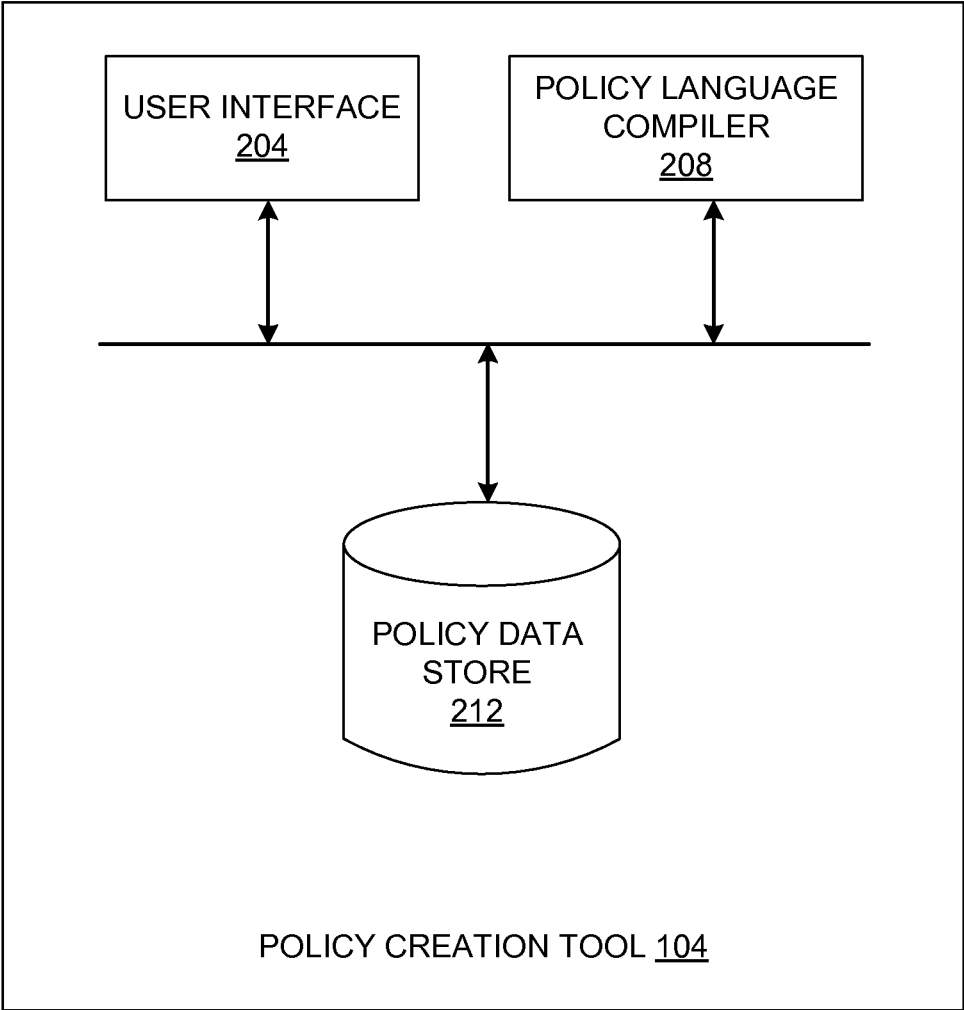 USER INTERFACE
204
POLICY LANGUAGE
COMPILER
208
POLICY DATA
STORE
212
POLICY CREATION TOOL 104